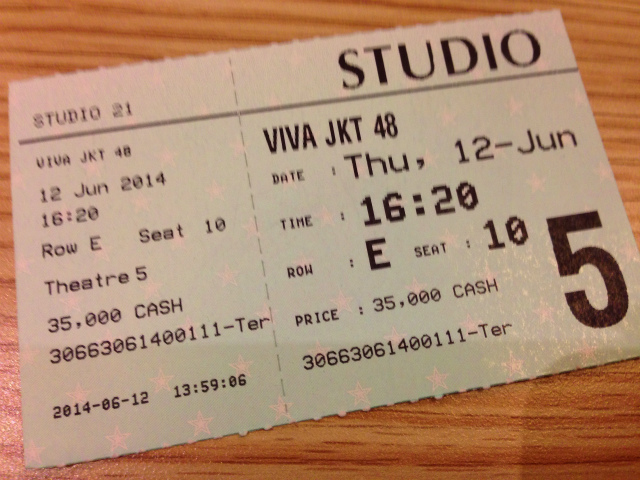 STUDIO 21
VIVA JKT 48
12 Jun 2014
16:20
Row E Seat 10
Theatre 5
35,000 CASH
30663061400111-Ter
2014-06-12 13:59:06
STUDIO
VIVA JKT 48
DATE : Thu, 12-Jun
TIME : 16:20
ROW : E SEAT : 10
PRICE : 35,000 CASH
30663061400111-Ter
5